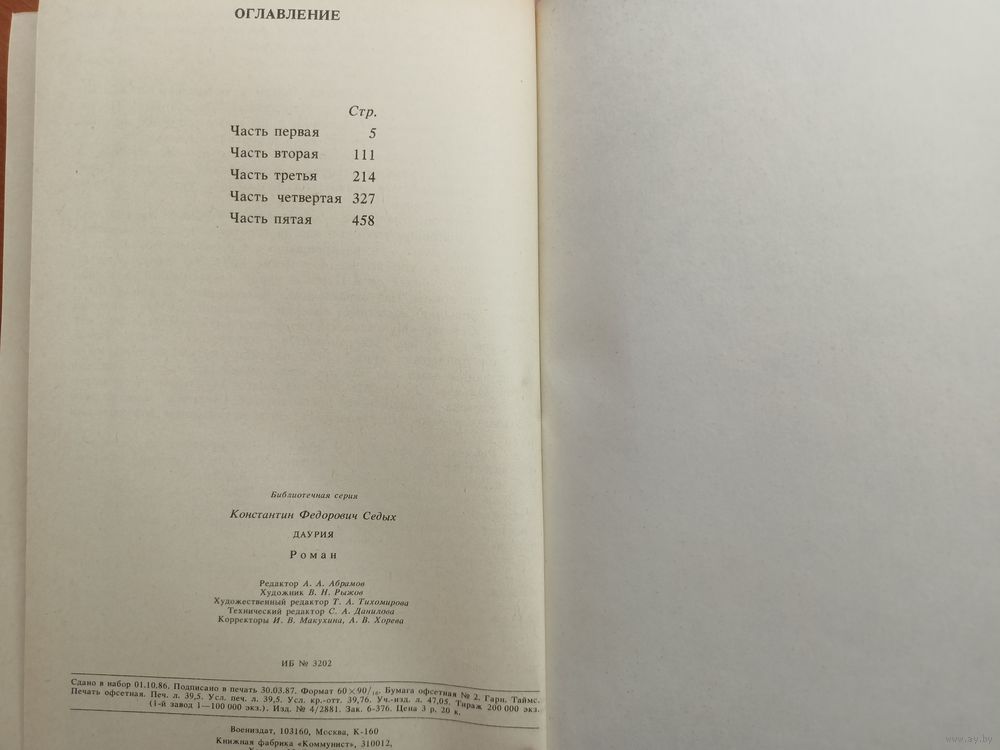 ОГЛАВЛЕНИЕ
Стр.
Часть первая 5
Часть вторая 111
Часть третья 214
Часть четвертая 327
Часть пятая 458
Библиотечная серия
Константин Федорович Седых
ДАУРИЯ
Роман
Редактор А. А. Абрамов
Художник В. Н. Рыжов
Художественный редактор Т. А. Тихомирова
Технический редактор С. А. Данилова
Корректоры И. В. Макухина, А. В. Хорева
ИБ № 3202
Сдано в набор 01.10.86. Подписано в печать 30.03.87. Формат 60×90/16. Бумага офсетная № 2. Гарн. Таймс.
Печать офсетная. Печ. л. 39,5. Усл. печ. л. 39,5. Усл. кр.-отт. 39,76. Уч.-изд. л. 47,05. Тираж 200 000 экз.
(1-й завод 1—100 000 экз.). Изд. № 4/2881. Зак. 6-376. Цена 3 р. 20 к.
Воениздат, 103160, Москва, К-160
Книжная фабрика «Коммунист», 310012,
www.ay.by